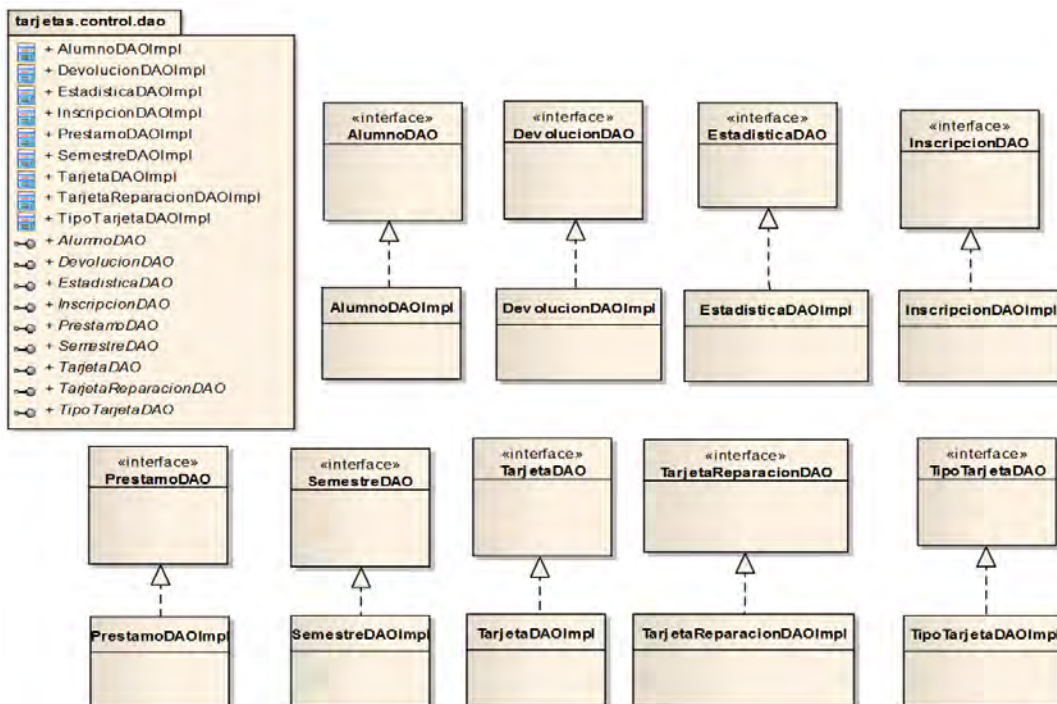 tarjetas.control.dao
+ AlumnoDAOImpl
+ DevolucionDAOImpl
+ EstadisticaDAOImpl
+ InscripcionDAOImpl
+ PrestamoDAOImpl
+ SemestreDAOImpl
+ TarjetaDAOImpl
+ TarjetaReparacionDAOImpl
+ TipoTarjetaDAOImpl
+ AlumnoDAO
+ DevolucionDAO
+ EstadisticaDAO
+ InscripcionDAO
+ PrestamoDAO
+ SemestreDAO
+ TarjetaDAO
+ TarjetaReparacionDAO
+ TipoTarjetaDAO
«interface»
AlumnoDAO
«interface»
DevolucionDAO
«interface»
EstadisticaDAO
«interface»
InscripcionDAO
AlumnoDAOImpl
DevolucionDAOImpl
EstadisticaDAOImpl
InscripcionDAOImpl
«interface»
PrestamoDAO
«interface»
SemestreDAO
«interface»
TarjetaDAO
«interface»
TarjetaReparacionDAO
«interface»
TipoTarjetaDAO
PrestamoDAOImpl
SemestreDAOImpl
TarjetaDAOImpl
TarjetaReparacionDAOImpl
TipoTarjetaDAOImpl